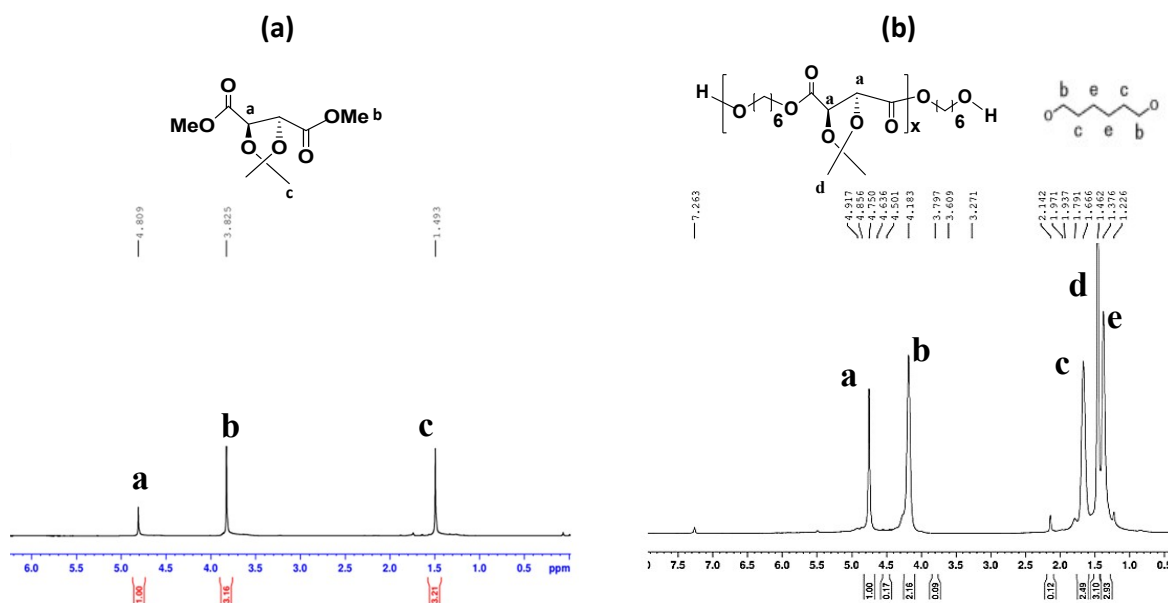 (a)
O
a
MeO
OMe b
O
O
O
c
4.809
3.825
1.493
a
b
c
6.0 5.5 5.0 4.5 4.0 3.5 3.0 2.5 2.0 1.5 1.0 0.5 ppm
1.00
3.16
3.21
(b)
O a
H O 6 O a O 6 O H
O O O x
d
b e c O
O c e b
7.263
4.917
4.856
4.750
4.636
4.501
4.183
3.797
3.609
3.271
2.142
1.971
1.937
1.791
1.666
1.462
1.376
1.226
a
b
c
d
e
8.0 7.5 7.0 6.5 6.0 5.5 5.0 4.5 4.0 3.5 3.0 2.5 2.0 1.5 1.0
1.00
0.17
2.16
0.09
0.12
2.49
3.10
2.93